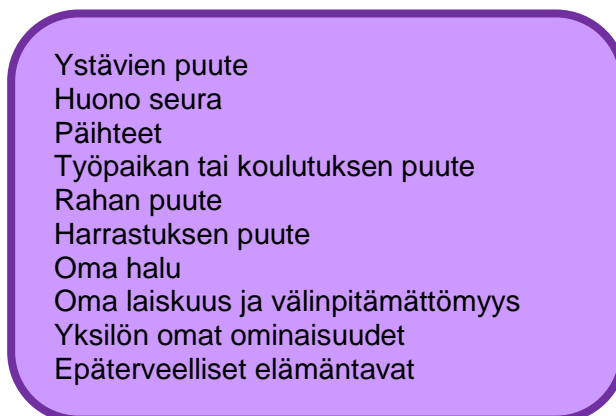 Ystävien puute
Huono seura
Päihteet
Työpaikan tai koulutuksen puute
Rahan puute
Harrastuksen puute
Oma halu
Oma laiskuus ja välinpitämättömyys
Yksilön omat ominaisuudet
Epäterveelliset elämäntavat